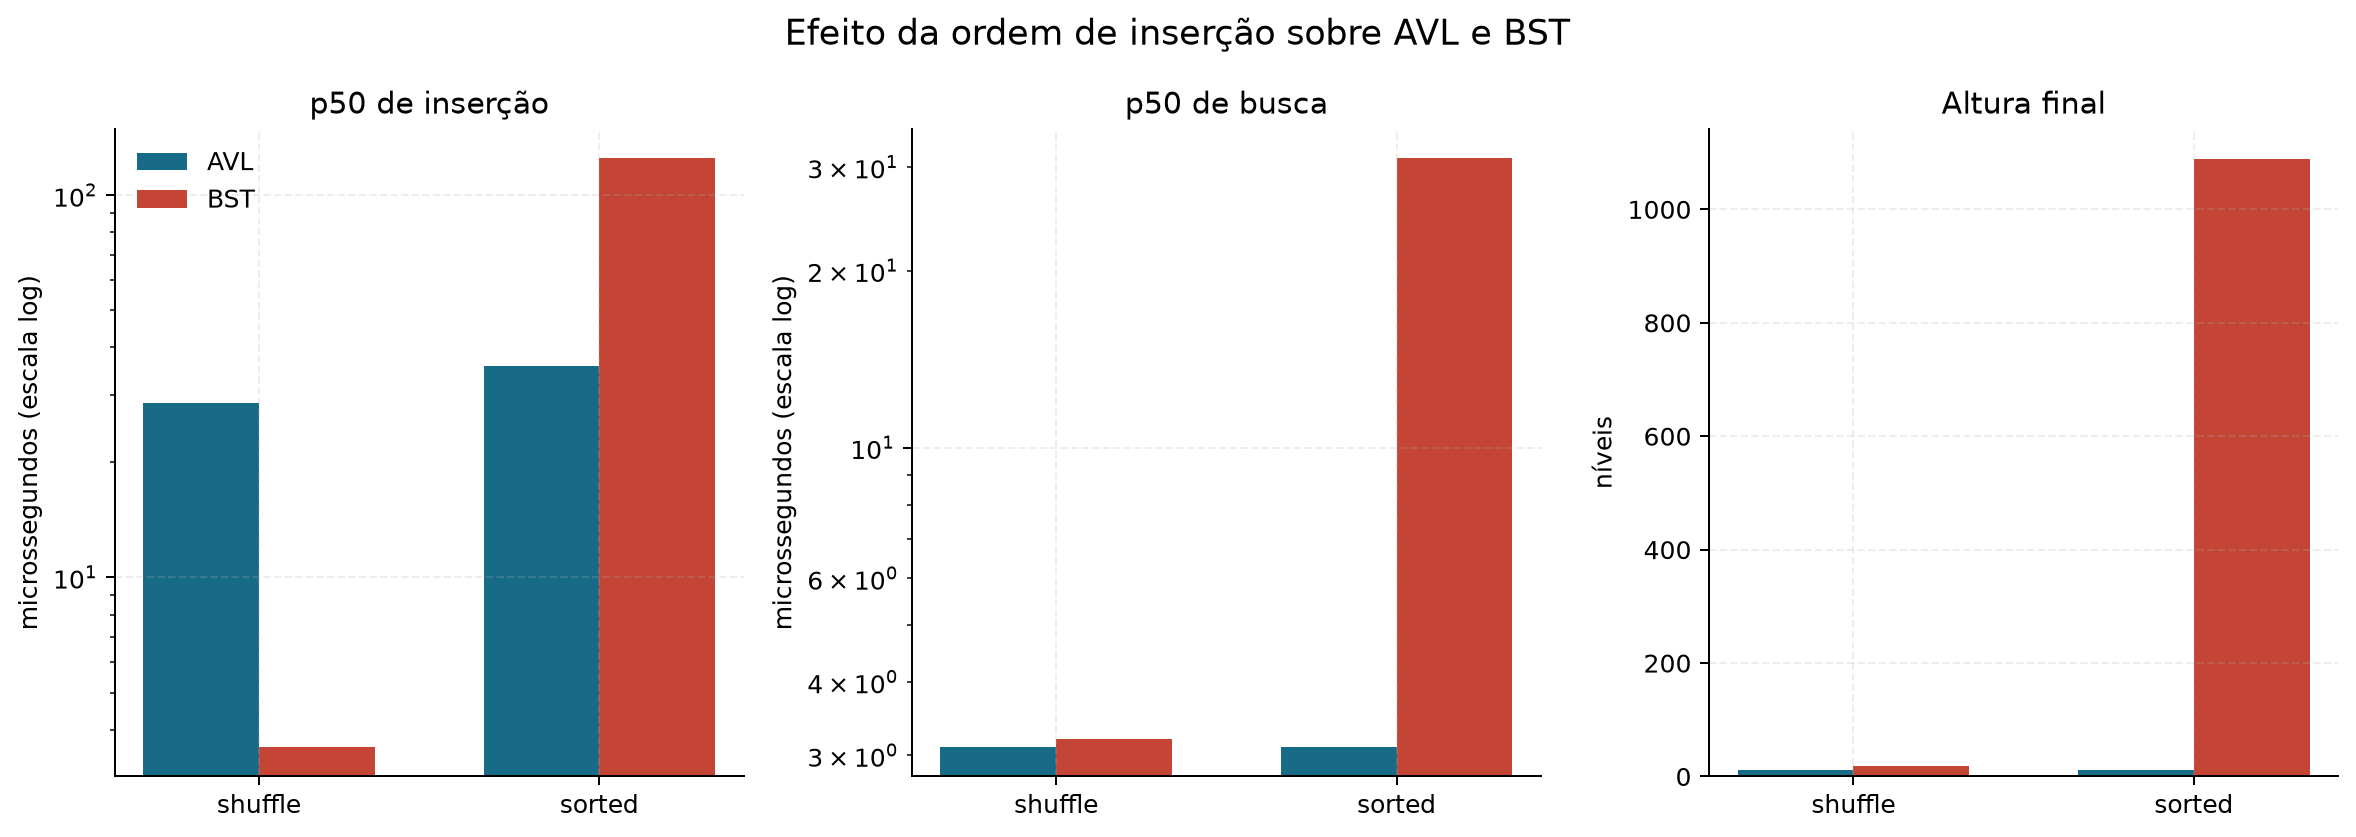 Efeito da ordem de inserção sobre AVL e BST
p50 de inserção
AVL
BST
10²
10¹
microssegundos (escala log)
shuffle
sorted
p50 de busca
3 × 10¹
2 × 10¹
10¹
6 × 10⁰
4 × 10⁰
3 × 10⁰
microssegundos (escala log)
shuffle
sorted
Altura final
1000
800
600
400
200
0
níveis
shuffle
sorted